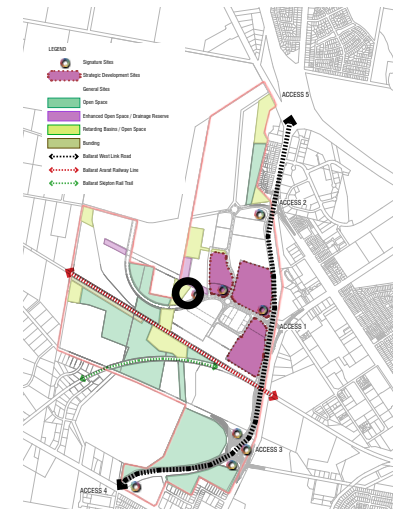 LEGEND
Signature Sites
Strategic Development Sites
General Sites
Open Space
Enhanced Open Space / Drainage Reserve
Retarding Basins / Open Space
Bunding
Ballarat West Link Road
Ballarat Ararat Railway Line
Ballarat Skipton Rail Trail
ACCESS 5
ACCESS 2
ACCESS 1
ACCESS 3
ACCESS 4